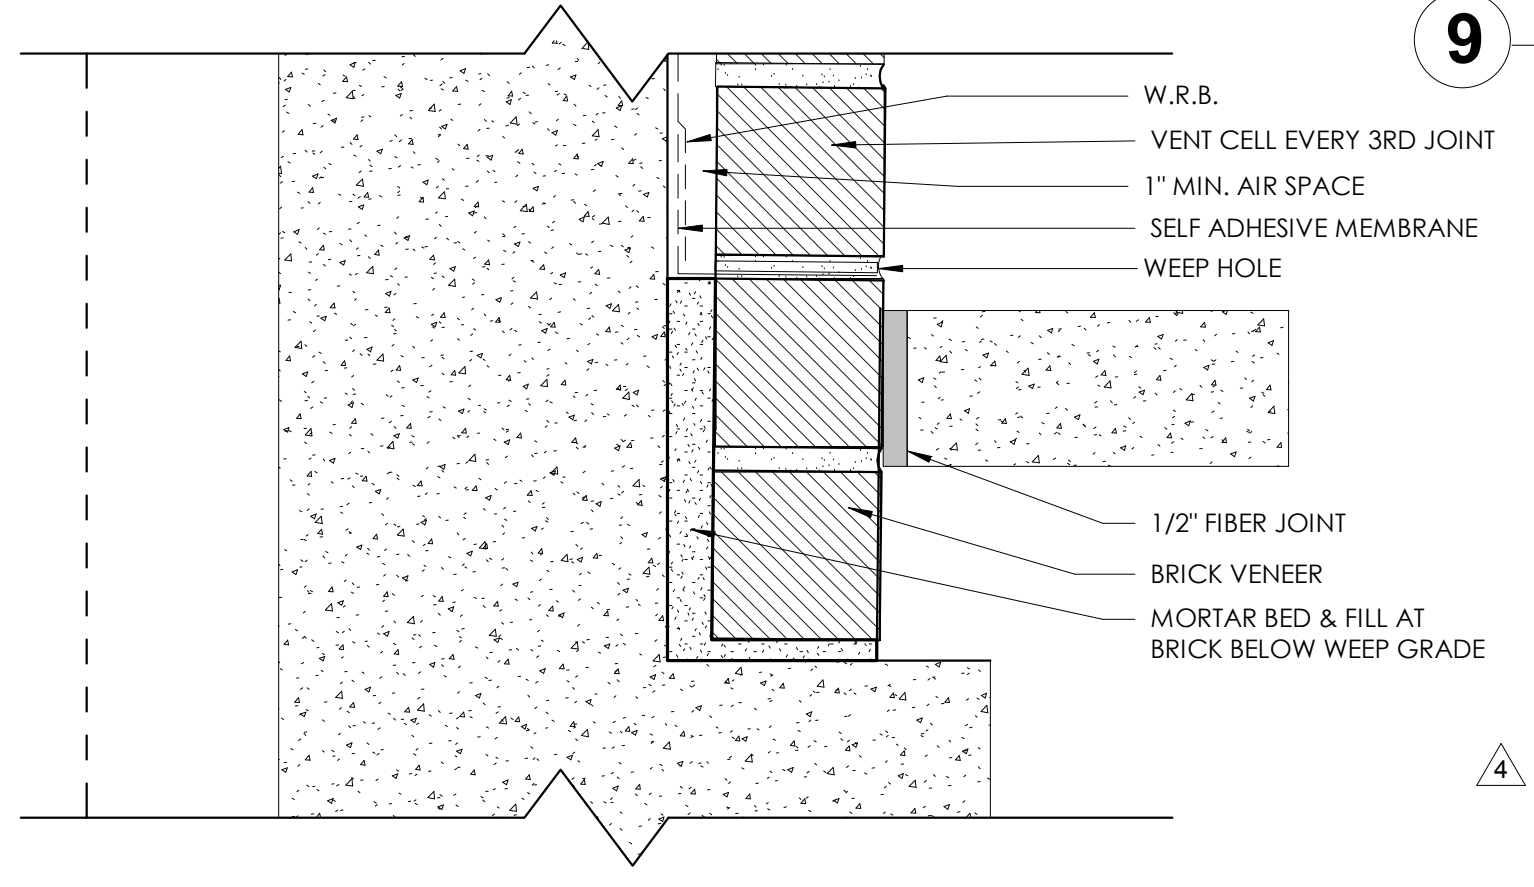 9
W.R.B.
VENT CELL EVERY 3RD JOINT
1" MIN. AIR SPACE
SELF ADHESIVE MEMBRANE
WEEP HOLE
1/2" FIBER JOINT
BRICK VENEER
MORTAR BED & FILL AT
BRICK BELOW WEEP GRADE
4